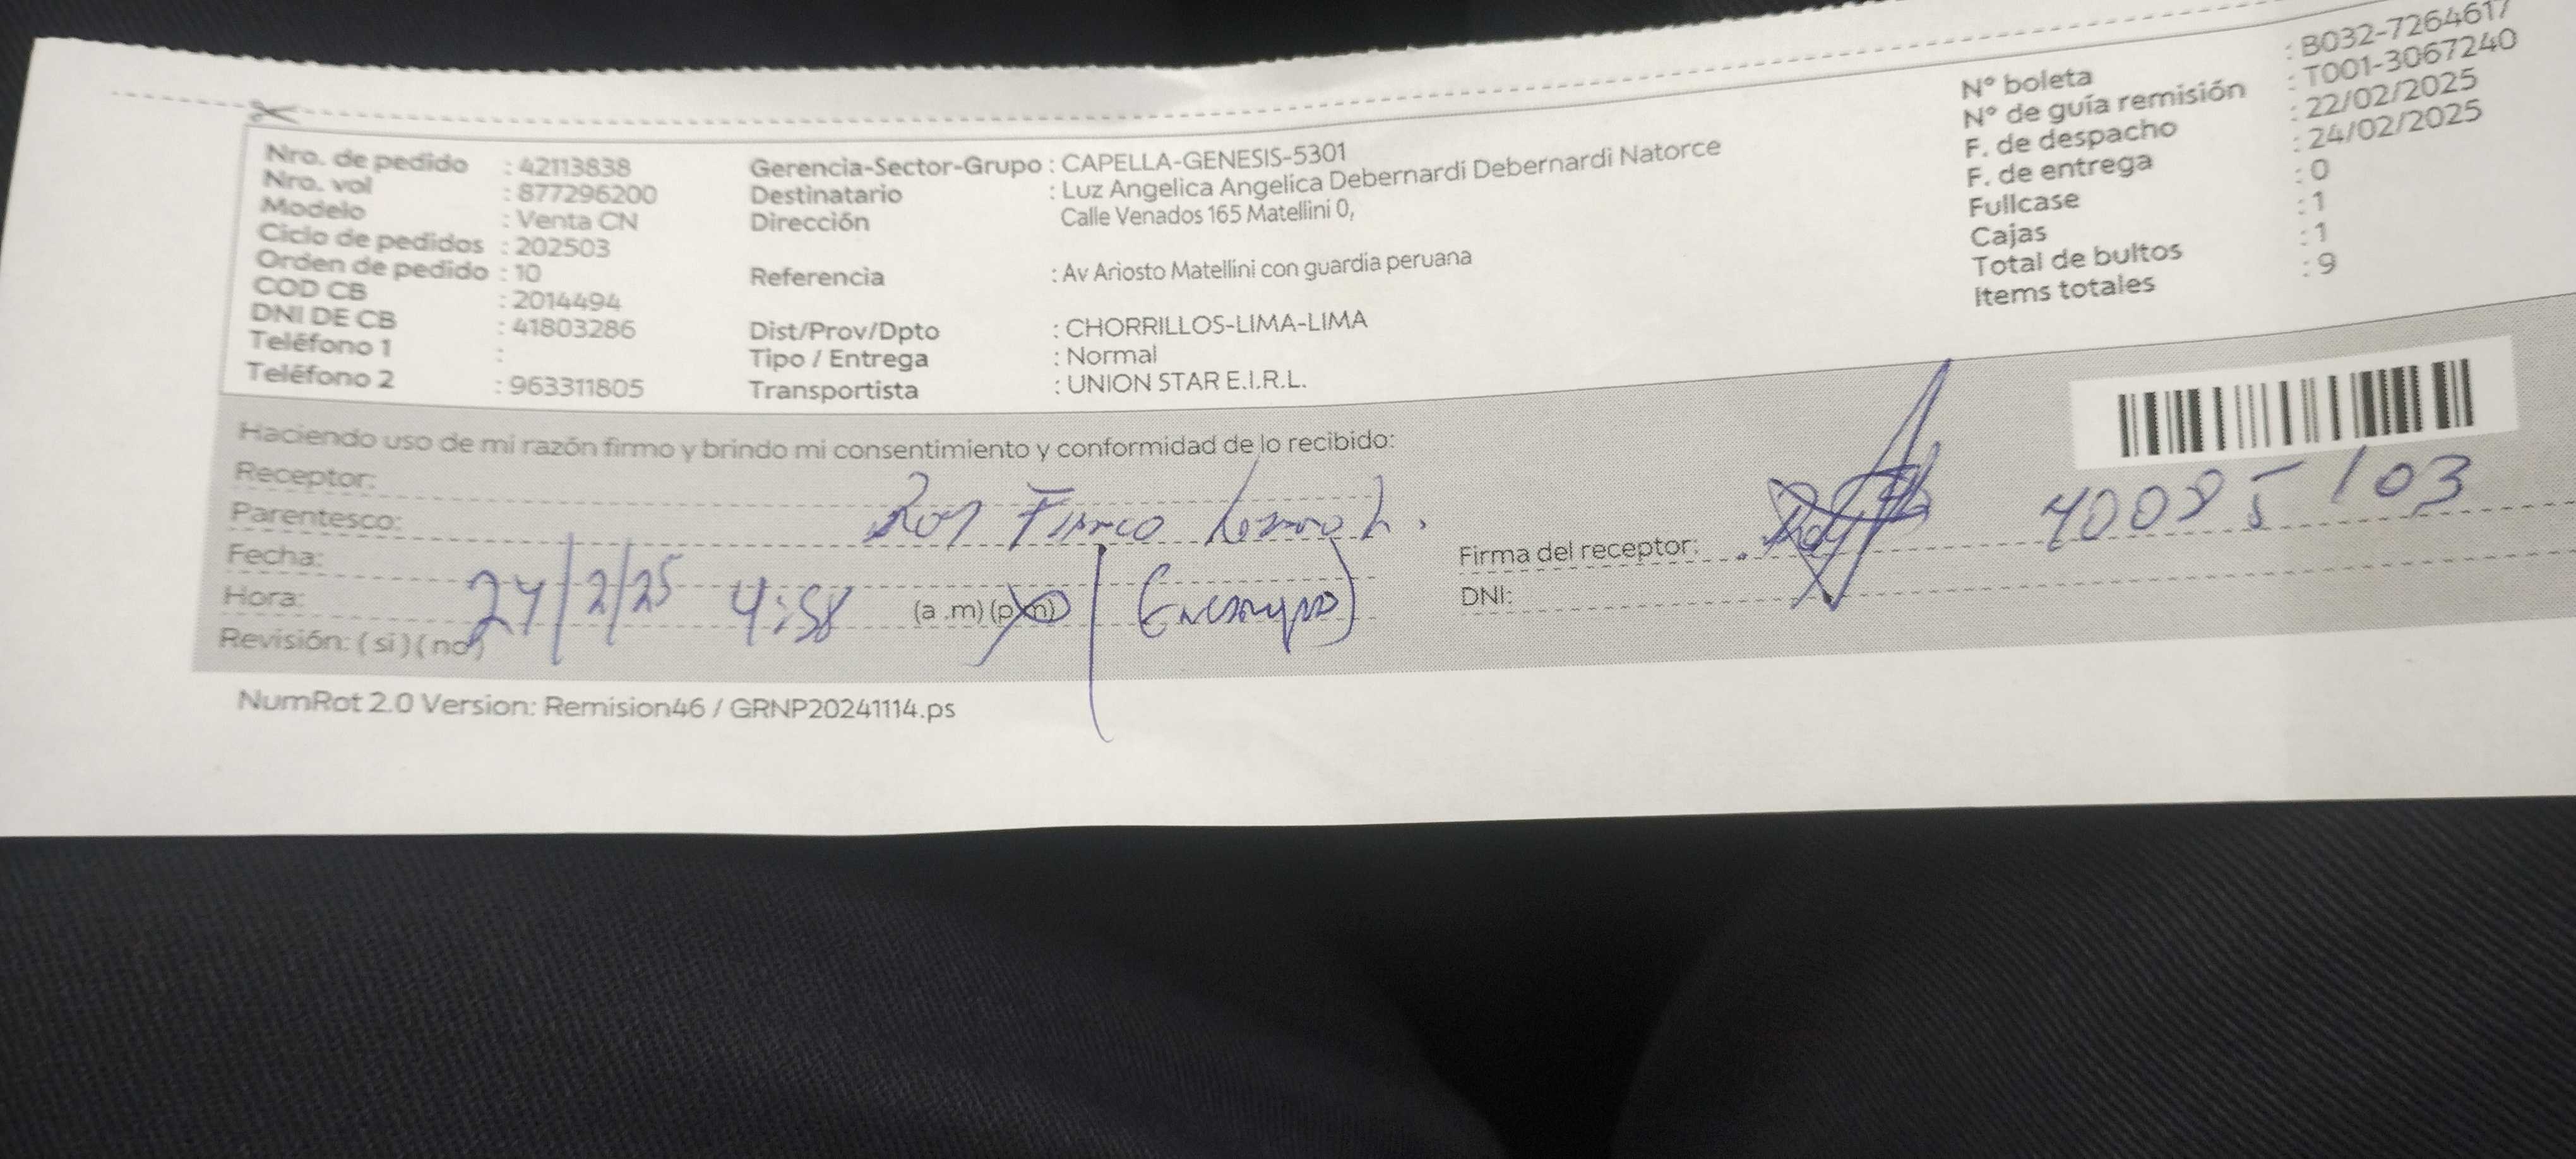 Nro. de pedido : 42113838
Nro. vol : 877296200
Modelo : Venta CN
Ciclo de pedidos : 202503
Orden de pedido : 10
COD CB : 2014494
DNI DE CB : 41803286
Teléfono 1 :
Teléfono 2 : 963311805
Gerencia-Sector-Grupo : CAPELLA-GENESIS-5301
Destinatario : Luz Angelica Angelica Debernardi Debernardi Natorce
Dirección Calle Venados 165 Matellini 0,
Referencia : Av Ariosto Matellini con guardia peruana
Dist/Prov/Dpto : CHORRILLOS-LIMA-LIMA
Tipo / Entrega : Normal
Transportista : UNION STAR E.I.R.L.
N° boleta : B032-7264617
N° de guía remisión : T001-3067240
F. de despacho : 22/02/2025
F. de entrega : 24/02/2025
Fullcase : 0
Cajas : 1
Total de bultos : 1
Items totales : 9
Haciendo uso de mi razón firmo y brindo mi consentimiento y conformidad de lo recibido:
Receptor:
Parentesco:
Fecha: 24/2/25
Hora: 4:58 (a .m) (p.m)
Revisión: ( si ) ( no )
Firma del receptor:
DNI: 
NumRot 2.0 Version: Remision46 / GRNP20241114.ps